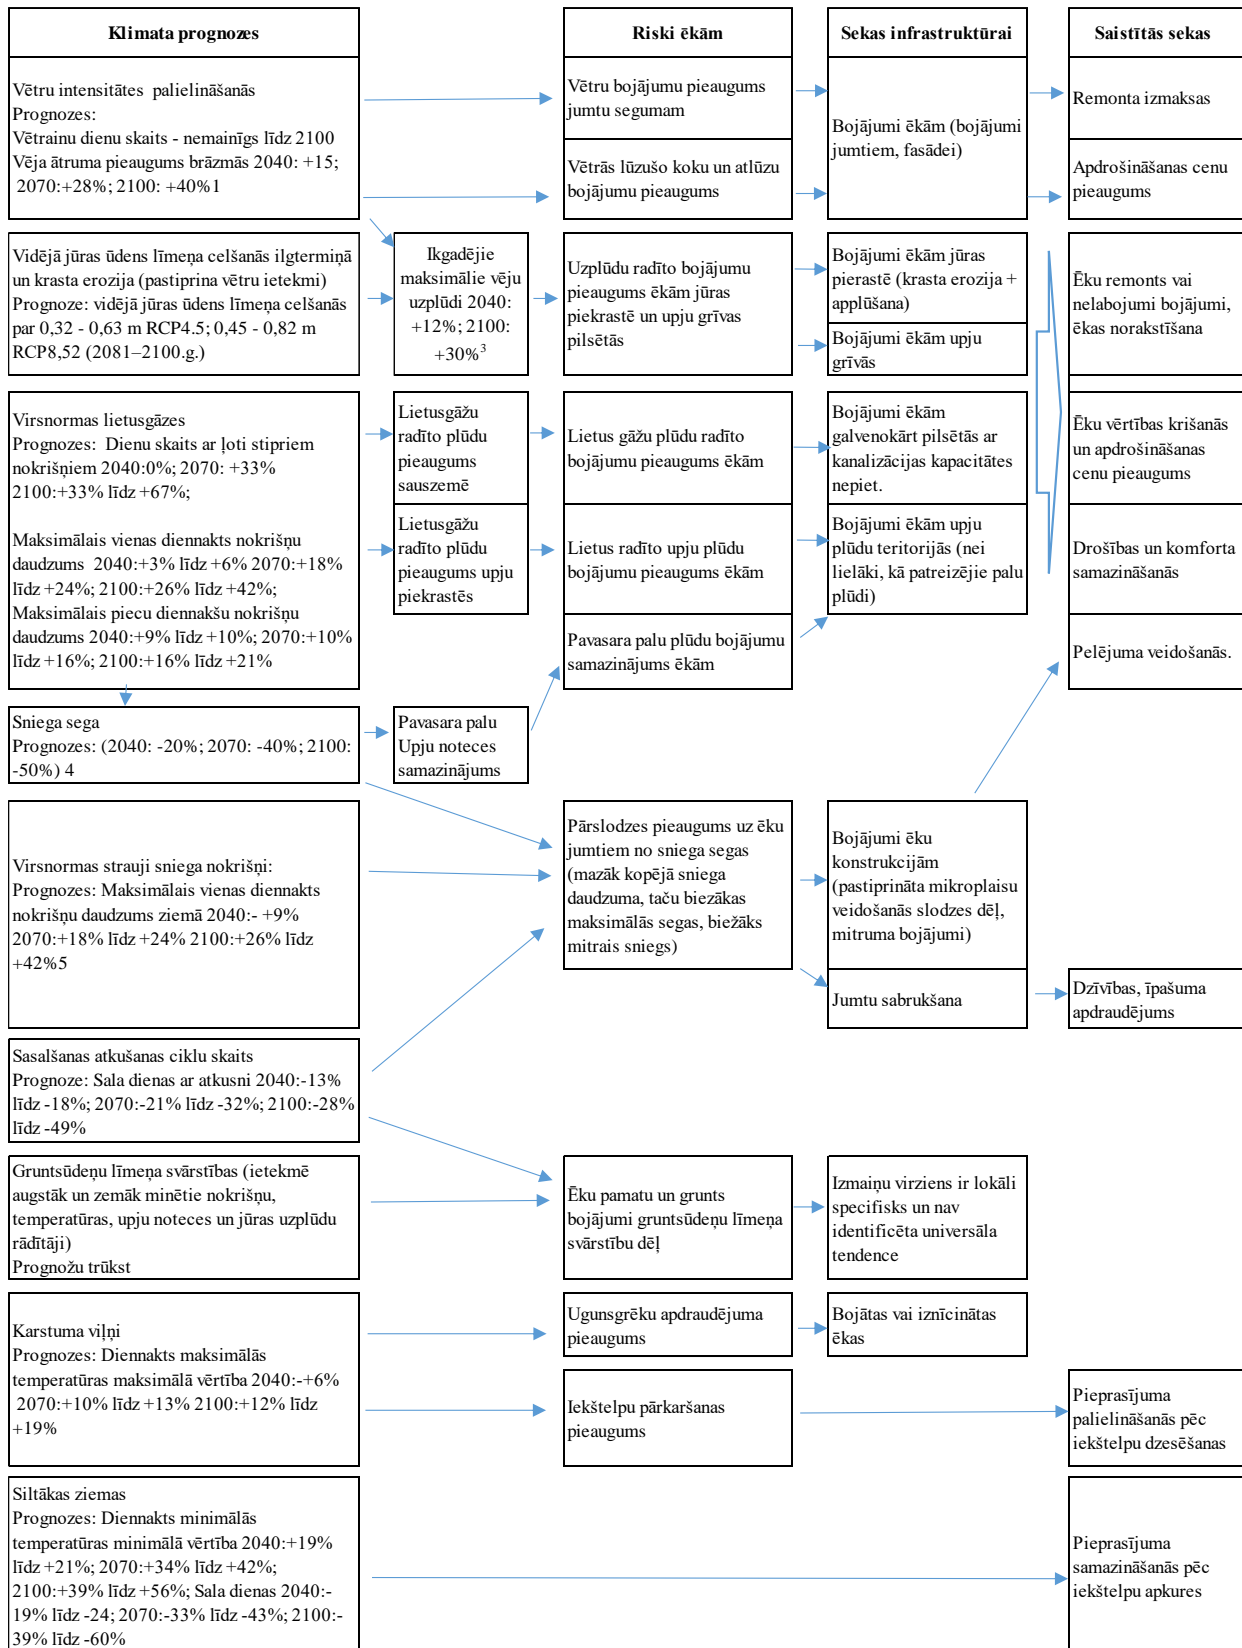 Klimata prognozes
Riski ēkām
Sekas infrastruktūrai
Saistītās sekas
Vētru intensitātes palielināšanās
Prognozes:
Vētrainu dienu skaits - nemainīgs līdz 2100
Vēja ātruma pieaugums brāzmās 2040: +15;
2070:+28%; 2100: +40%1
Vētru bojājumu pieaugums
jumtu segumam
Vētrās lūzušo koku un atlūzu
bojājumu pieaugums
Bojājumi ēkām (bojājumi
jumtiem, fasādei)
Remonta izmaksas
Apdrošināšanas cenu
pieaugums
Vidējā jūras ūdens līmeņa celšanās ilgtermiņā
un krasta erozija (pastiprina vētru ietekmi)
Prognoze: vidējā jūras ūdens līmeņa celšanās
par 0,32 - 0,63 m RCP4.5; 0,45 - 0,82 m
RCP8,52 (2081–2100.g.)
Ikgadējie
maksimālie vēju
uzplūdi 2040:
+12%; 2100:
+30%3
Uzplūdu radīto bojājumu
pieaugums ēkām jūras
piekrastē un upju grīvas
pilsētās
Bojājumi ēkām jūras
pierastē (krasta erozija +
applūšana)
Bojājumi ēkām upju
grīvās
Ēku remonts vai
nelabojumi bojājumi,
ēkas norakstīšana
Virsnormas lietusgāzes
Prognozes: Dienu skaits ar ļoti stipriem
nokrišņiem 2040:0%; 2070: +33%
2100:+33% līdz +67%;
Maksimālais vienas diennakts nokrišņu
daudzums 2040:+3% līdz +6% 2070:+18%
līdz +24%; 2100:+26% līdz +42%;
Maksimālais piecu diennakšu nokrišņu
daudzums 2040:+9% līdz +10%; 2070:+10%
līdz +16%; 2100:+16% līdz +21%
Lietusgāžu
radīto plūdu
pieaugums
sauszemē
Lietusgāžu
radīto plūdu
pieaugums upju
piekrastēs
Lietus gāžu plūdu radīto
bojājumu pieaugums ēkām
Lietus radīto upju plūdu
bojājumu pieaugums ēkām
Pavasara palu plūdu bojājumu
samazinājums ēkām
Bojājumi ēkām
galvenokārt pilsētās ar
kanalizācijas kapacitātes
nepiet.
Bojājumi ēkām upju
plūdu teritorijās (nei
lielāki, kā patreizējie palu
plūdi)
Ēku vērtības krišanās
un apdrošināšanas
cenu pieaugums
Drošības un komforta
samazināšanās
Pelējuma veidošanās.
Sniega sega
Prognozes: (2040: -20%; 2070: -40%; 2100:
-50%) 4
Pavasara palu
Upju noteces
samazinājums
Virsnormas strauji sniega nokrišņi:
Prognozes: Maksimālais vienas diennakts
nokrišņu daudzums ziemā 2040:- +9%
2070:+18% līdz +24% 2100:+26% līdz
+42%5
Pārslodzes pieaugums uz ēku
jumtiem no sniega segas
(mazāk kopējā sniega
daudzuma, taču biezākas
maksimālās segas, biežāks
mitrais sniegs)
Bojājumi ēku
konstrukcijām
(pastiprināta mikroplaisu
veidošanās slodzes dēļ,
mitruma bojājumi)
Jumtu sabrukšana
Dzīvības, īpašuma
apdraudējums
Sasalšanas atkušanas ciklu skaits
Prognoze: Sala dienas ar atkusni 2040:-13%
līdz -18%; 2070:-21% līdz -32%; 2100:-28%
līdz -49%
Gruntsūdeņu līmeņa svārstības (ietekmē
augstāk un zemāk minētie nokrišņu,
temperatūras, upju noteces un jūras uzplūdu
rādītāji)
Prognožu trūkst
Ēku pamatu un grunts
bojājumi gruntsūdeņu līmeņa
svārstību dēļ
Izmaiņu virziens ir lokāli
specifisks un nav
identificēta universāla
tendence
Karstuma viļņi
Prognozes: Diennakts maksimālās
temperatūras maksimālā vērtība 2040:-+6%
2070:+10% līdz +13% 2100:+12% līdz
+19%
Ugunsgrēku apdraudējuma
pieaugums
Bojātas vai iznīcinātas
ēkas
Iekštelpu pārkaršanas
pieaugums
Pieprasījuma
palielināšanās pēc
iekštelpu dzesēšanas
Siltākas ziemas
Prognozes: Diennakts minimālās
temperatūras minimālā vērtība 2040:+19%
līdz +21%; 2070:+34% līdz +42%;
2100:+39% līdz +56%; Sala dienas 2040:-
19% līdz -24; 2070:-33% līdz -43%; 2100:-
39% līdz -60%
Pieprasījuma
samazināšanās pēc
iekštelpu apkures